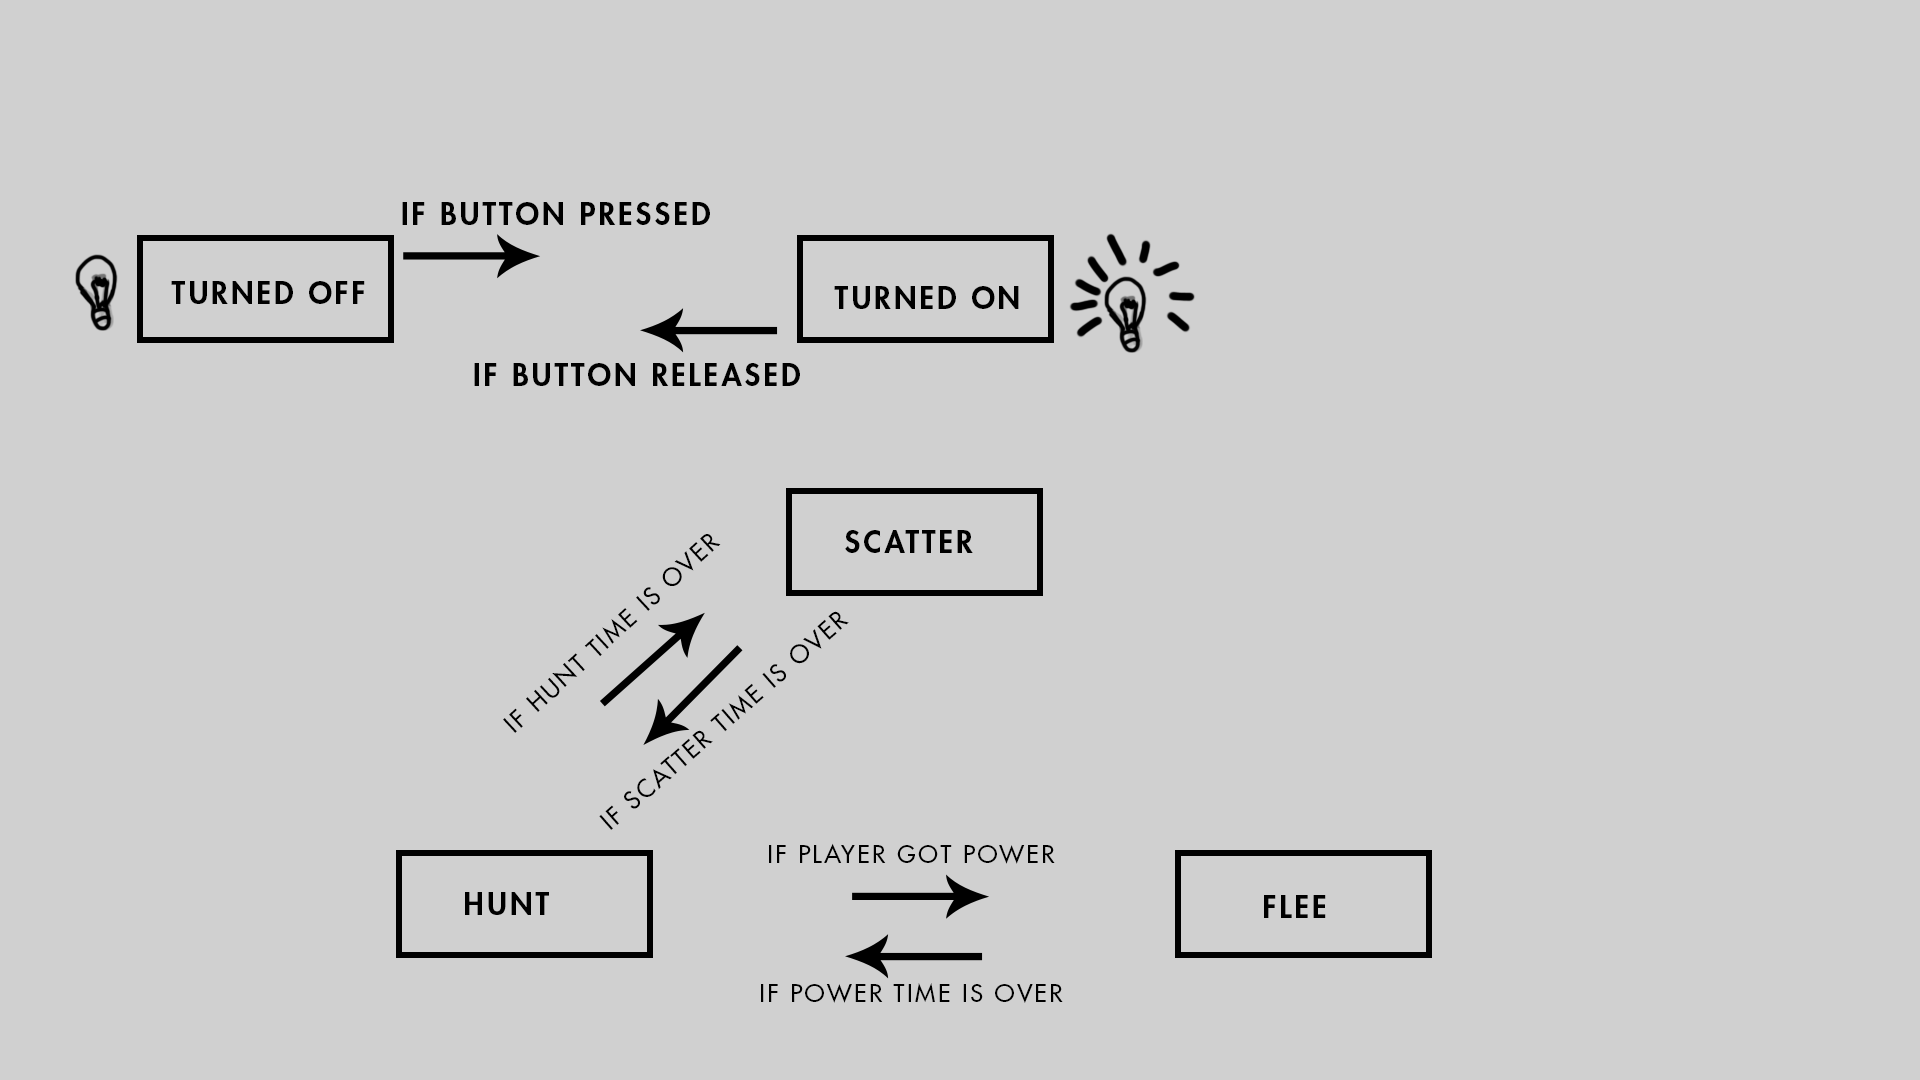 IF BUTTON PRESSED
TURNED OFF
TURNED ON
IF BUTTON RELEASED
SCATTER
IF HUNT TIME IS OVER
IF SCATTER TIME IS OVER
IF PLAYER GOT POWER
HUNT
FLEE
IF POWER TIME IS OVER